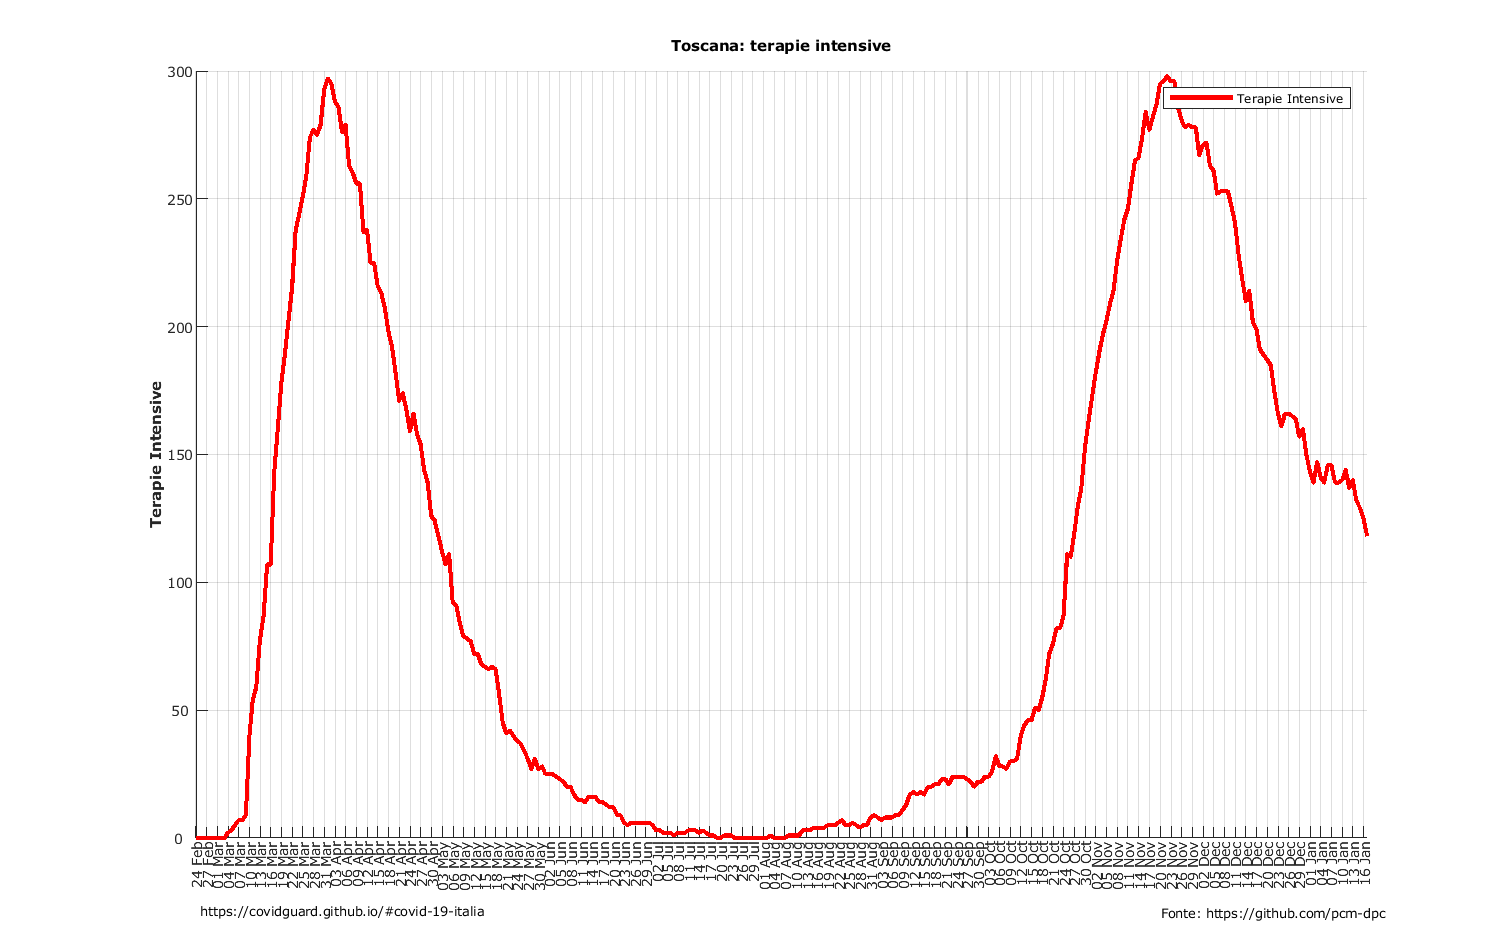 Toscana: terapie intensive
Terapie Intensive
300
250
200
150
100
50
0
Terapie Intensive
24 Feb
27 Feb
01 Mar
04 Mar
07 Mar
10 Mar
13 Mar
16 Mar
19 Mar
22 Mar
25 Mar
28 Mar
31 Mar
03 Apr
06 Apr
09 Apr
12 Apr
15 Apr
18 Apr
21 Apr
24 Apr
27 Apr
30 Apr
03 May
06 May
09 May
12 May
15 May
18 May
21 May
24 May
27 May
30 May
02 Jun
05 Jun
08 Jun
11 Jun
14 Jun
17 Jun
20 Jun
23 Jun
26 Jun
29 Jun
02 Jul
05 Jul
08 Jul
11 Jul
14 Jul
17 Jul
20 Jul
23 Jul
26 Jul
29 Jul
01 Aug
04 Aug
07 Aug
10 Aug
13 Aug
16 Aug
19 Aug
22 Aug
25 Aug
28 Aug
31 Aug
03 Sep
06 Sep
09 Sep
12 Sep
15 Sep
18 Sep
21 Sep
24 Sep
27 Sep
30 Sep
03 Oct
06 Oct
09 Oct
12 Oct
15 Oct
18 Oct
21 Oct
24 Oct
27 Oct
30 Oct
02 Nov
05 Nov
08 Nov
11 Nov
14 Nov
17 Nov
20 Nov
23 Nov
26 Nov
29 Nov
02 Dec
05 Dec
08 Dec
11 Dec
14 Dec
17 Dec
20 Dec
23 Dec
26 Dec
29 Dec
01 Jan
04 Jan
07 Jan
10 Jan
13 Jan
16 Jan
https://covidguard.github.io/#covid-19-italia
Fonte: https://github.com/pcm-dpc